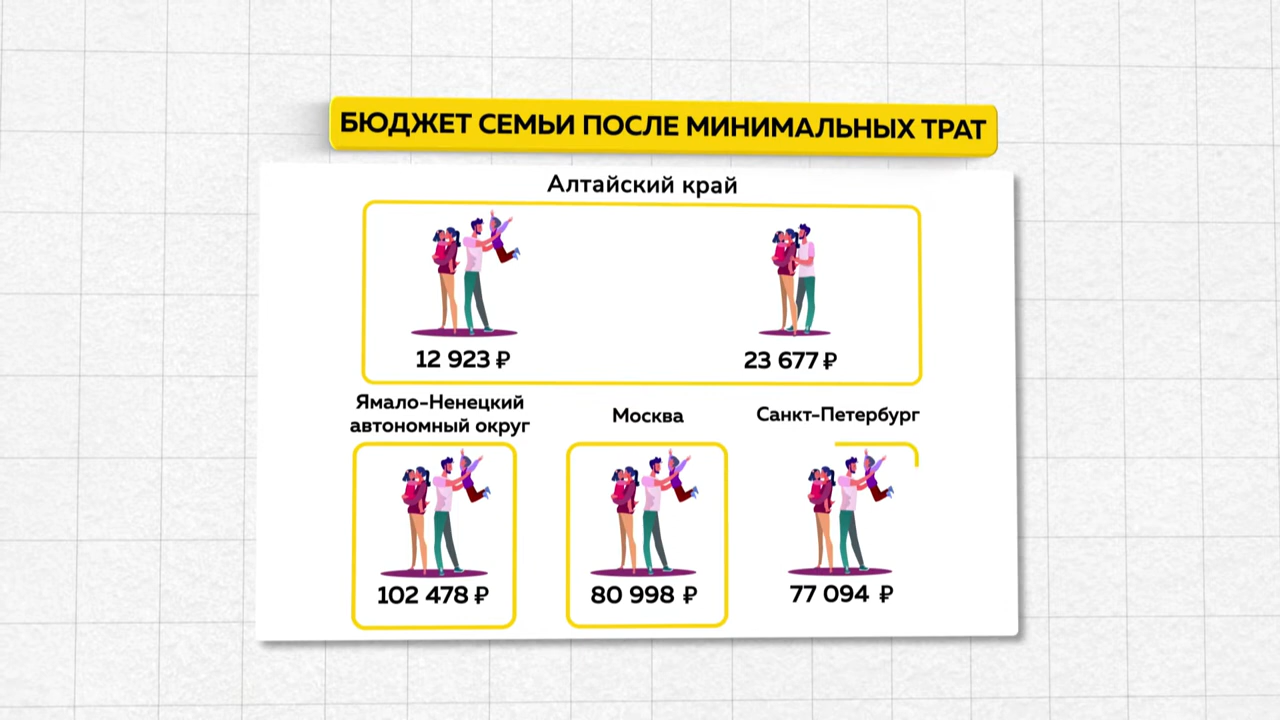 БЮДЖЕТ СЕМЬИ ПОСЛЕ МИНИМАЛЬНЫХ ТРАТ
Алтайский край
12 923 ₽
23 677 ₽
Ямало-Ненецкий
автономный округ
Москва
Санкт-Петербург
102 478 ₽
80 998 ₽
77 094 ₽